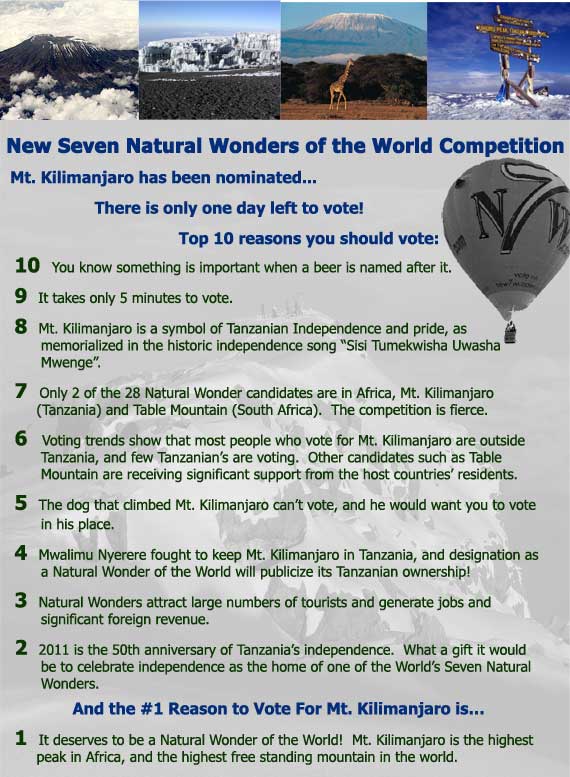 New Seven Natural Wonders of the World Competition
Mt. Kilimanjaro has been nominated...
There is only one day left to vote!
Top 10 reasons you should vote:
N7W
10 You know something is important when a beer is named after it.
9 It takes only 5 minutes to vote.
8 Mt. Kilimanjaro is a symbol of Tanzanian Independence and pride, as
memorialized in the historic independence song “Sisi Tumekwisha Uwasha
Mwenge”.
7 Only 2 of the 28 Natural Wonder candidates are in Africa, Mt. Kilimanjaro
(Tanzania) and Table Mountain (South Africa). The competition is fierce.
6 Voting trends show that most people who vote for Mt. Kilimanjaro are outside
Tanzania, and few Tanzanian’s are voting. Other candidates such as Table
Mountain are receiving significant support from the host countries’ residents.
5 The dog that climbed Mt. Kilimanjaro can’t vote, and he would want you to vote
in his place.
4 Mwalimu Nyerere fought to keep Mt. Kilimanjaro in Tanzania, and designation as
a Natural Wonder of the World will publicize its Tanzanian ownership!
3 Natural Wonders attract large numbers of tourists and generate jobs and
significant foreign revenue.
2 2011 is the 50th anniversary of Tanzania’s independence. What a gift it would
be to celebrate independence as the home of one of the World’s Seven Natural
Wonders.
And the #1 Reason to Vote For Mt. Kilimanjaro is...
1 It deserves to be a Natural Wonder of the World! Mt. Kilimanjaro is the highest
peak in Africa, and the highest free standing mountain in the world.